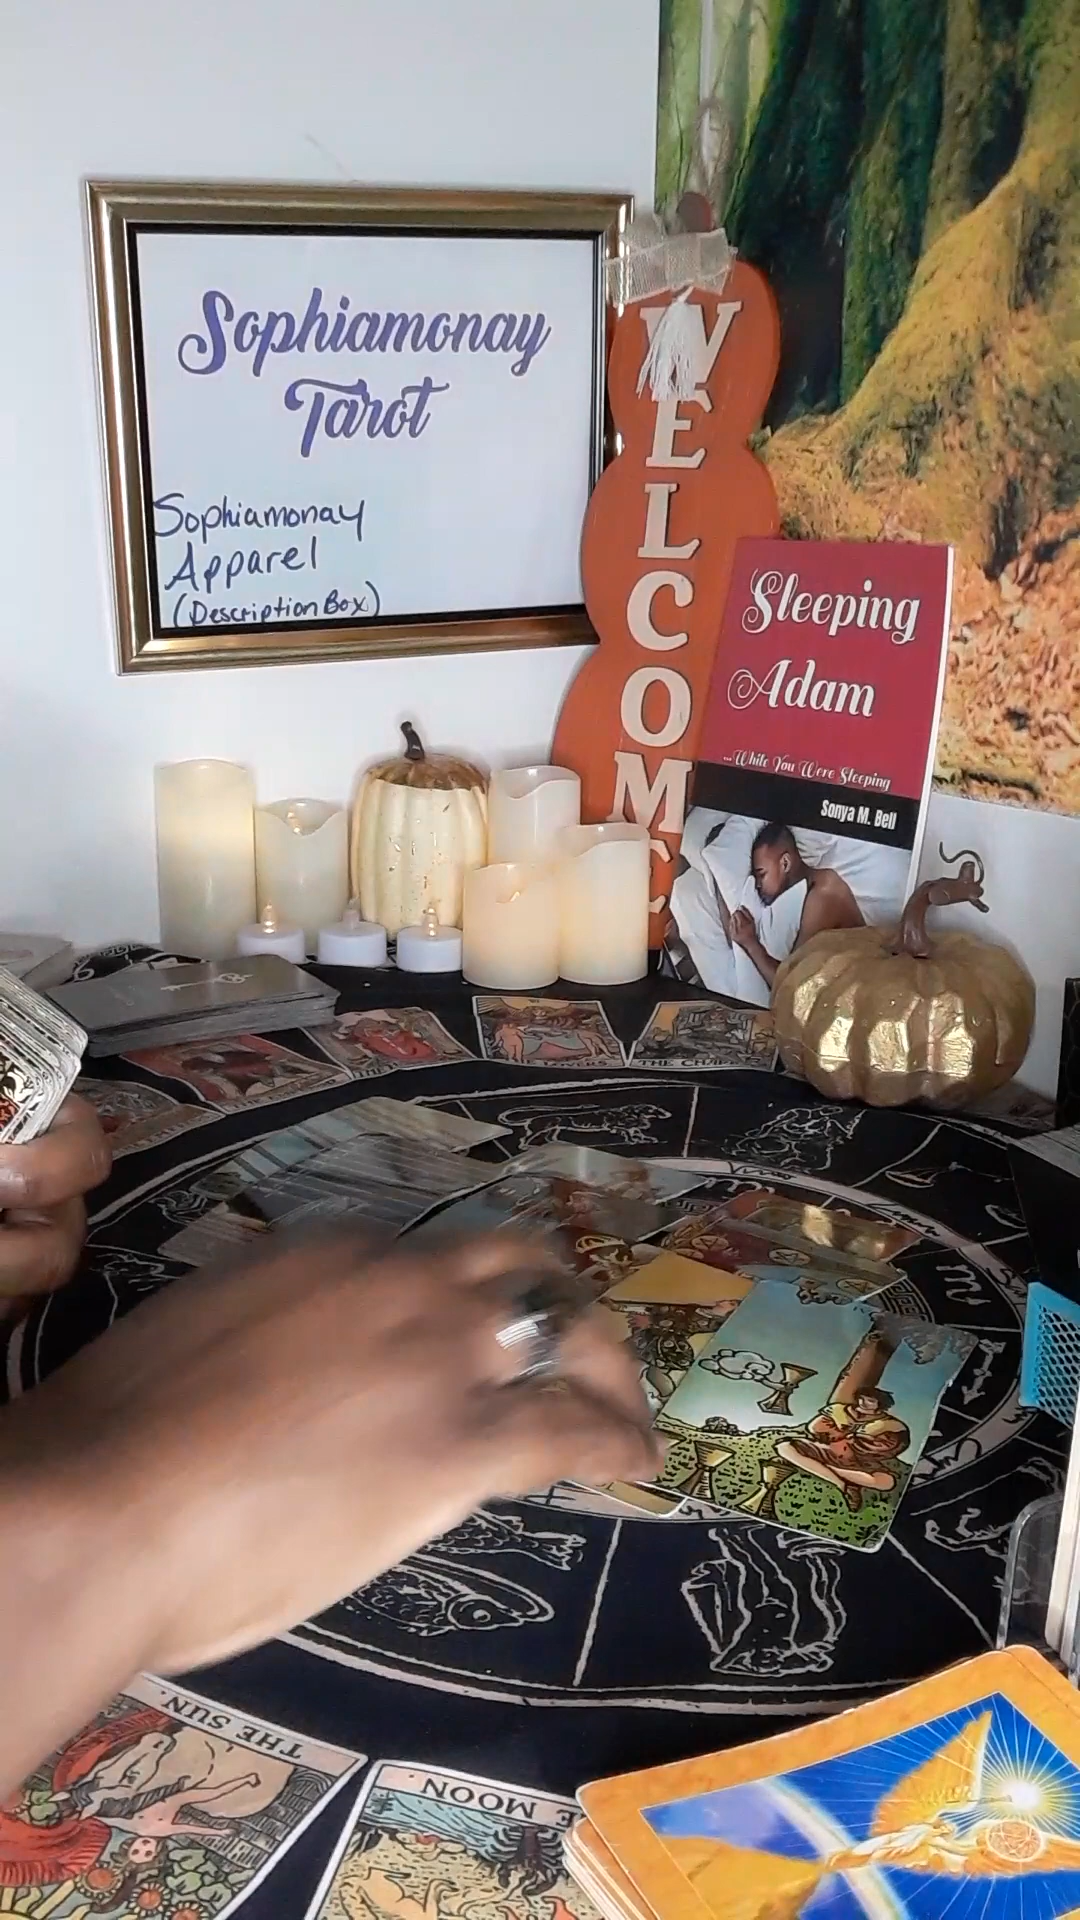 Sophiamonay
Tarot
Sophiamonay
Apparel
(Description Box)
WELCOME
Sleeping
Adam
...While You Were Sleeping
Sonya M. Bell
THE SUN.
MOON